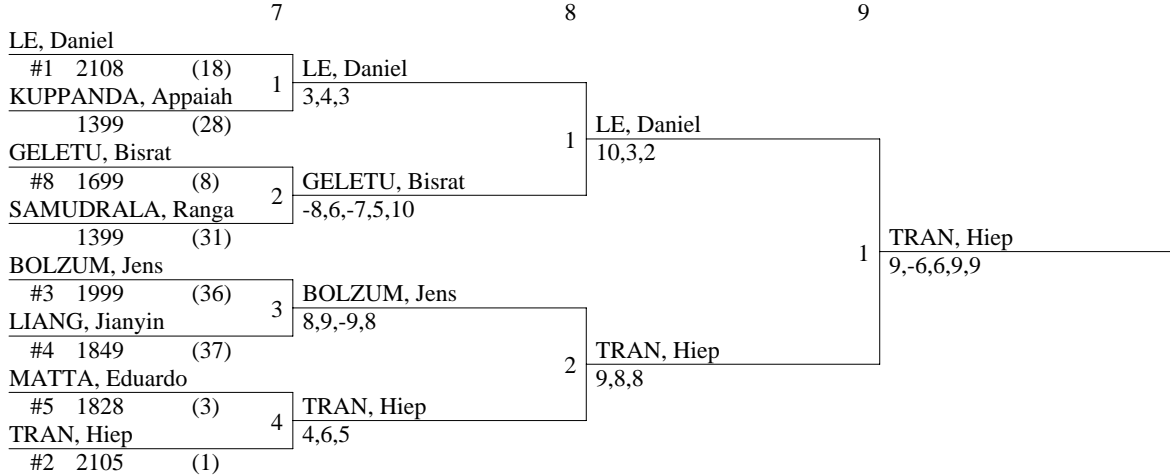 7 8 9
LE, Daniel
#1 2108 (18)
1
LE, Daniel
3,4,3
KUPPANDA, Appaiah
1399 (28)
1
LE, Daniel
10,3,2
GELETU, Bisrat
#8 1699 (8)
2
GELETU, Bisrat
-8,6,-7,5,10
SAMUDRALA, Ranga
1399 (31)
1
TRAN, Hiep
9,-6,6,9,9
BOLZUM, Jens
#3 1999 (36)
3
BOLZUM, Jens
8,9,-9,8
LIANG, Jianyin
#4 1849 (37)
2
TRAN, Hiep
9,8,8
MATTA, Eduardo
#5 1828 (3)
4
TRAN, Hiep
4,6,5
TRAN, Hiep
#2 2105 (1)